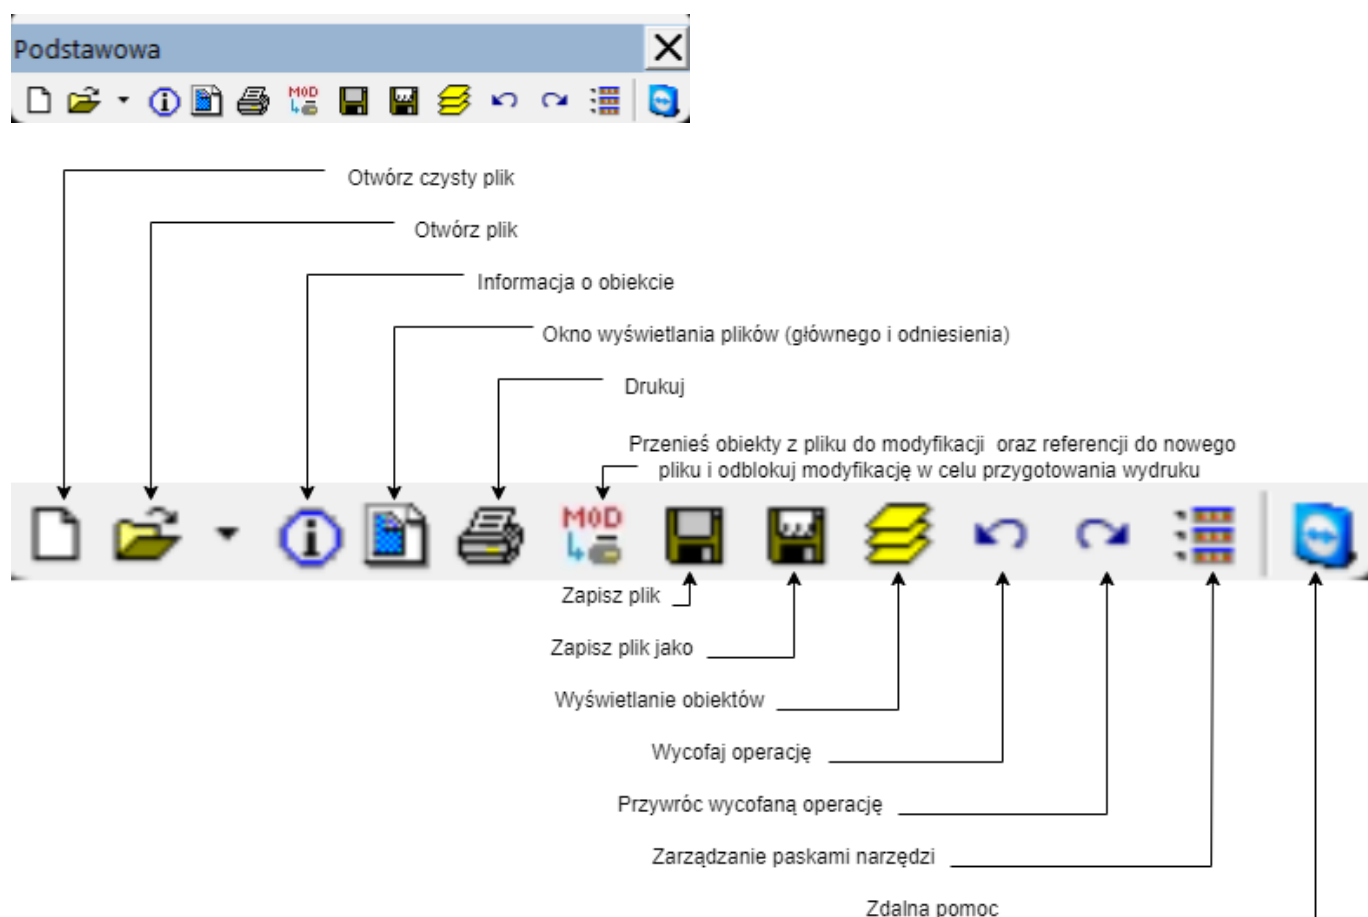 Podstawowa
MOD
Otwórz czysty plik
Otwórz plik
Informacja o obiekcie
Okno wyświetlania plików (głównego i odniesienia)
Drukuj
Przenieś obiekty z pliku do modyfikacji oraz referencji do nowego
pliku i odblokuj modyfikację w celu przygotowania wydruku
MOD
Zapisz plik
Zapisz plik jako
Wyświetlanie obiektów
Wycofaj operację
Przywróc wycofaną operację
Zarządzanie paskami narzędzi
Zdalna pomoc